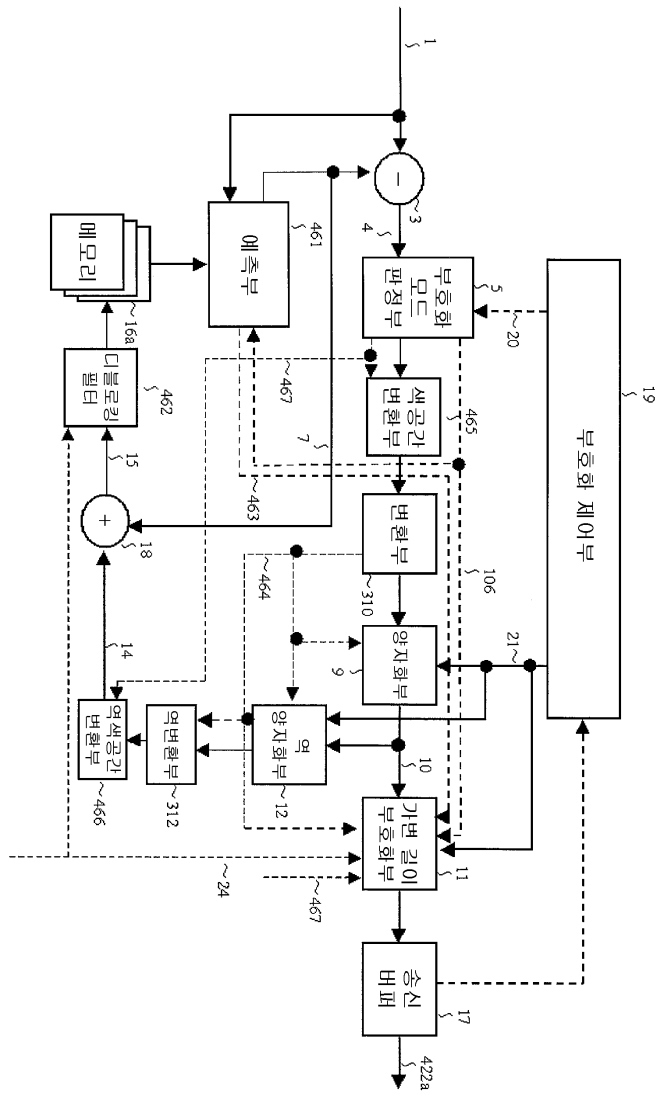 19
부호화 제어부
1
3
4
5
부호화
모드
판정부
20
465
색공간
변환부
변환부
310
106
21
양자화부
9
10
가변 길이
부호화부
11
송신
버퍼
17
422a
461
예측부
467
7
463
464
메모리
16a
디블로킹
필터
462
15
+
18
14
역색공간
변환부
466
역변환부
312
역
양자화부
12
24
467